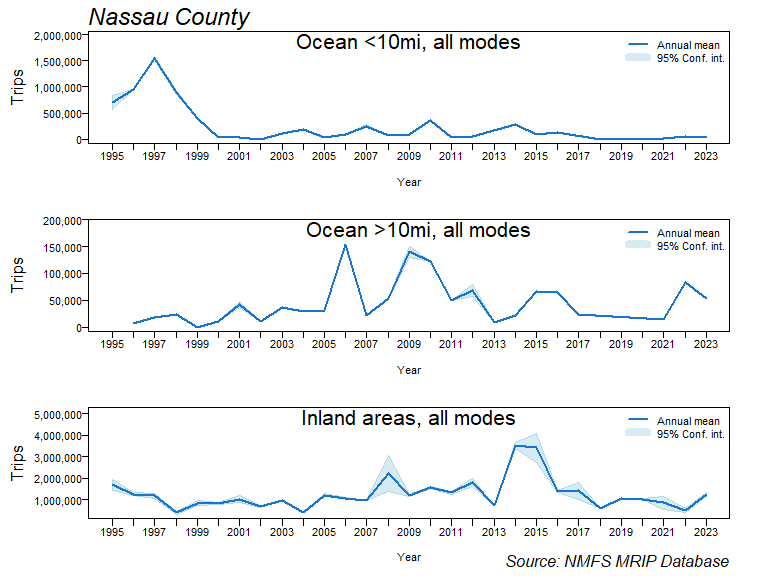 Nassau County
Ocean <10mi, all modes
Annual mean
95% Conf. int.
Trips
2,000,000
1,500,000
1,000,000
500,000
0
1995 1997 1999 2001 2003 2005 2007 2009 2011 2013 2015 2017 2019 2021 2023
Year
Ocean >10mi, all modes
Annual mean
95% Conf. int.
Trips
200,000
150,000
100,000
50,000
0
1995 1997 1999 2001 2003 2005 2007 2009 2011 2013 2015 2017 2019 2021 2023
Year
Inland areas, all modes
Annual mean
95% Conf. int.
Trips
5,000,000
4,000,000
3,000,000
2,000,000
1,000,000
1995 1997 1999 2001 2003 2005 2007 2009 2011 2013 2015 2017 2019 2021 2023
Year
Source: NMFS MRIP Database